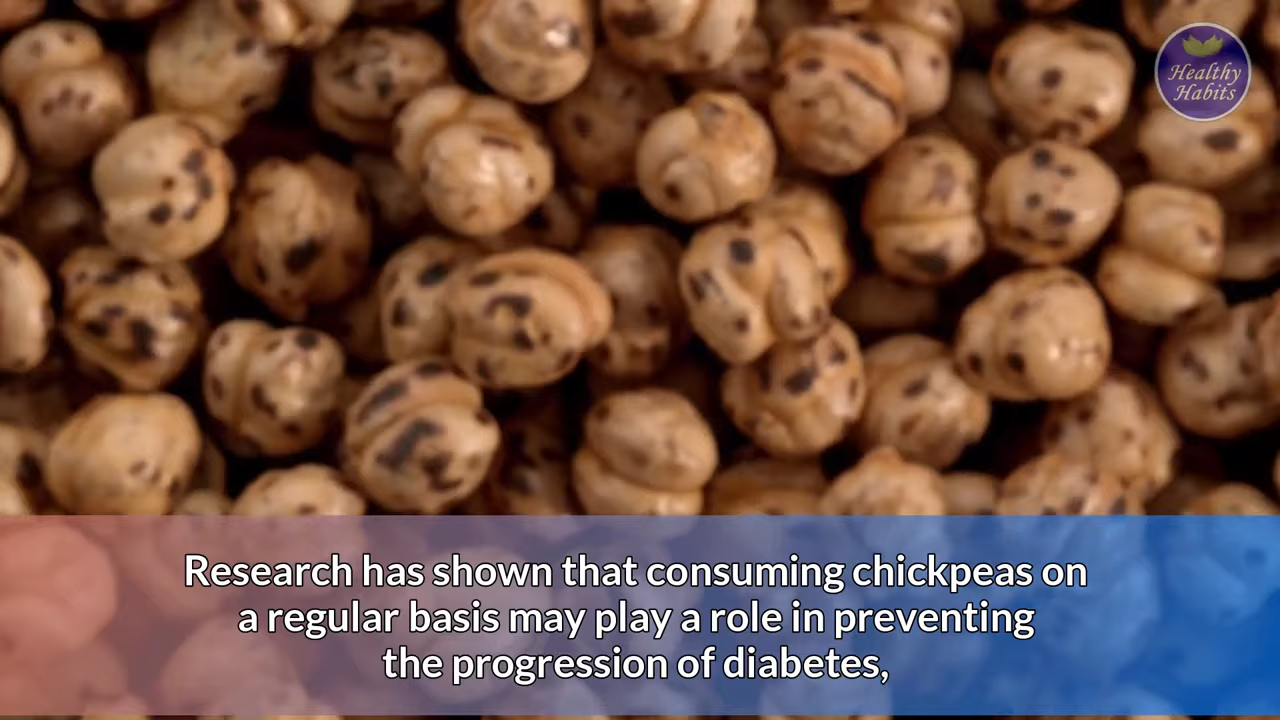 Healthy
Habits
Research has shown that consuming chickpeas on
a regular basis may play a role in preventing
the progression of diabetes,